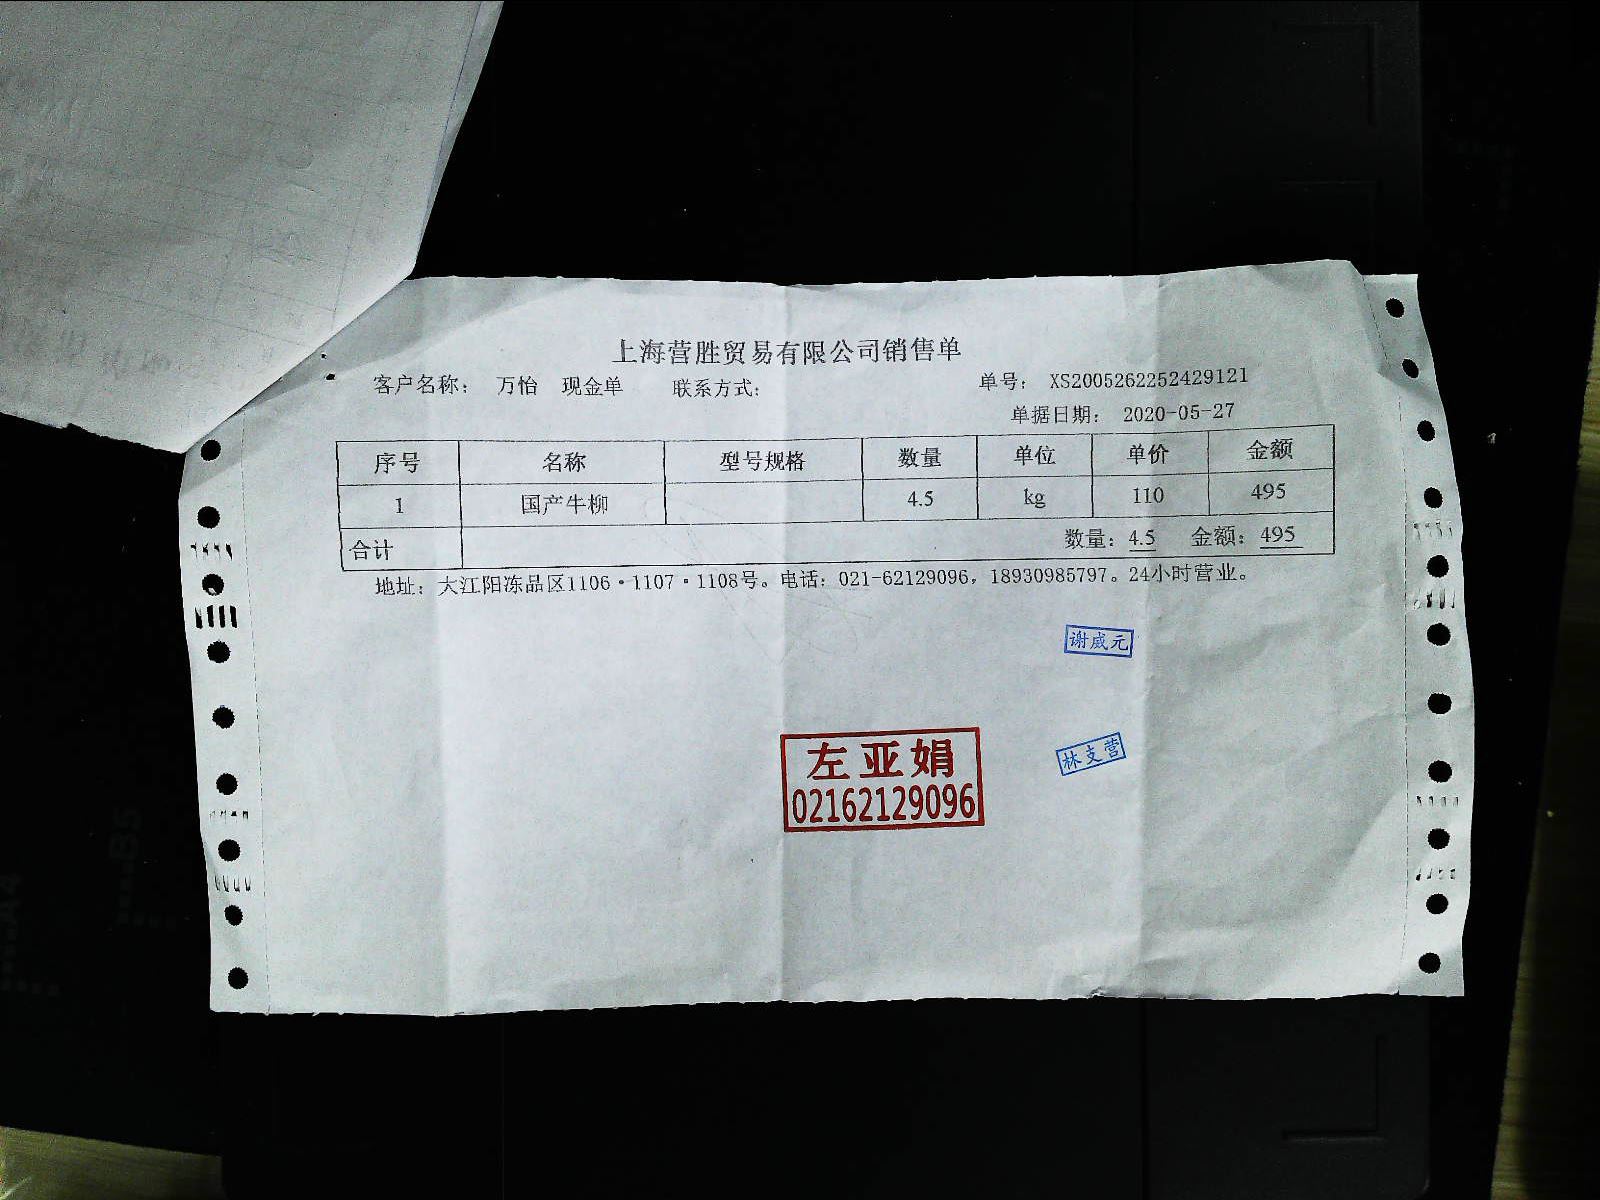 上海营胜贸易有限公司销售单
客户名称： 万怡 现金单 联系方式： 单号： XS2005262252429121
单据日期： 2020-05-27
序号 名称 型号规格 数量 单位 单价 金额
1 国产牛柳 4.5 kg 110 495
合计 数量：4.5 金额：495
地址：大江阳冻品区1106·1107·1108号。电话：021-62129096，18930985797。24小时营业。
谢威元
林支营
左亚娟
02162129096